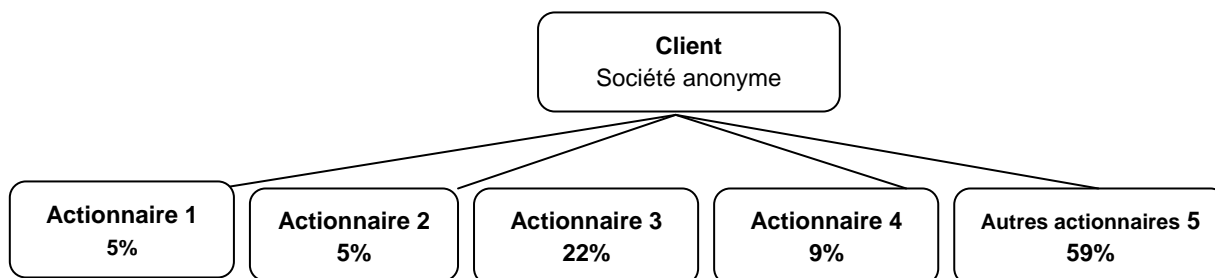 Client
Société anonyme
Actionnaire 1
5%
Actionnaire 2
5%
Actionnaire 3
22%
Actionnaire 4
9%
Autres actionnaires 5
59%